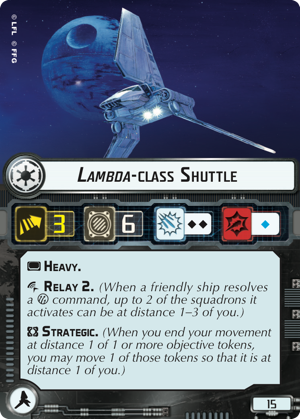 © LFL © FFG
LAMBDA-CLASS SHUTTLE
3
6
HEAVY.
RELAY 2. (When a friendly ship resolves
a command, up to 2 of the squadrons it
activates can be at distance 1–3 of you.)
STRATEGIC. (When you end your movement
at distance 1 of 1 or more objective tokens,
you may move 1 of those tokens so that it is at
distance 1 of you.)
15